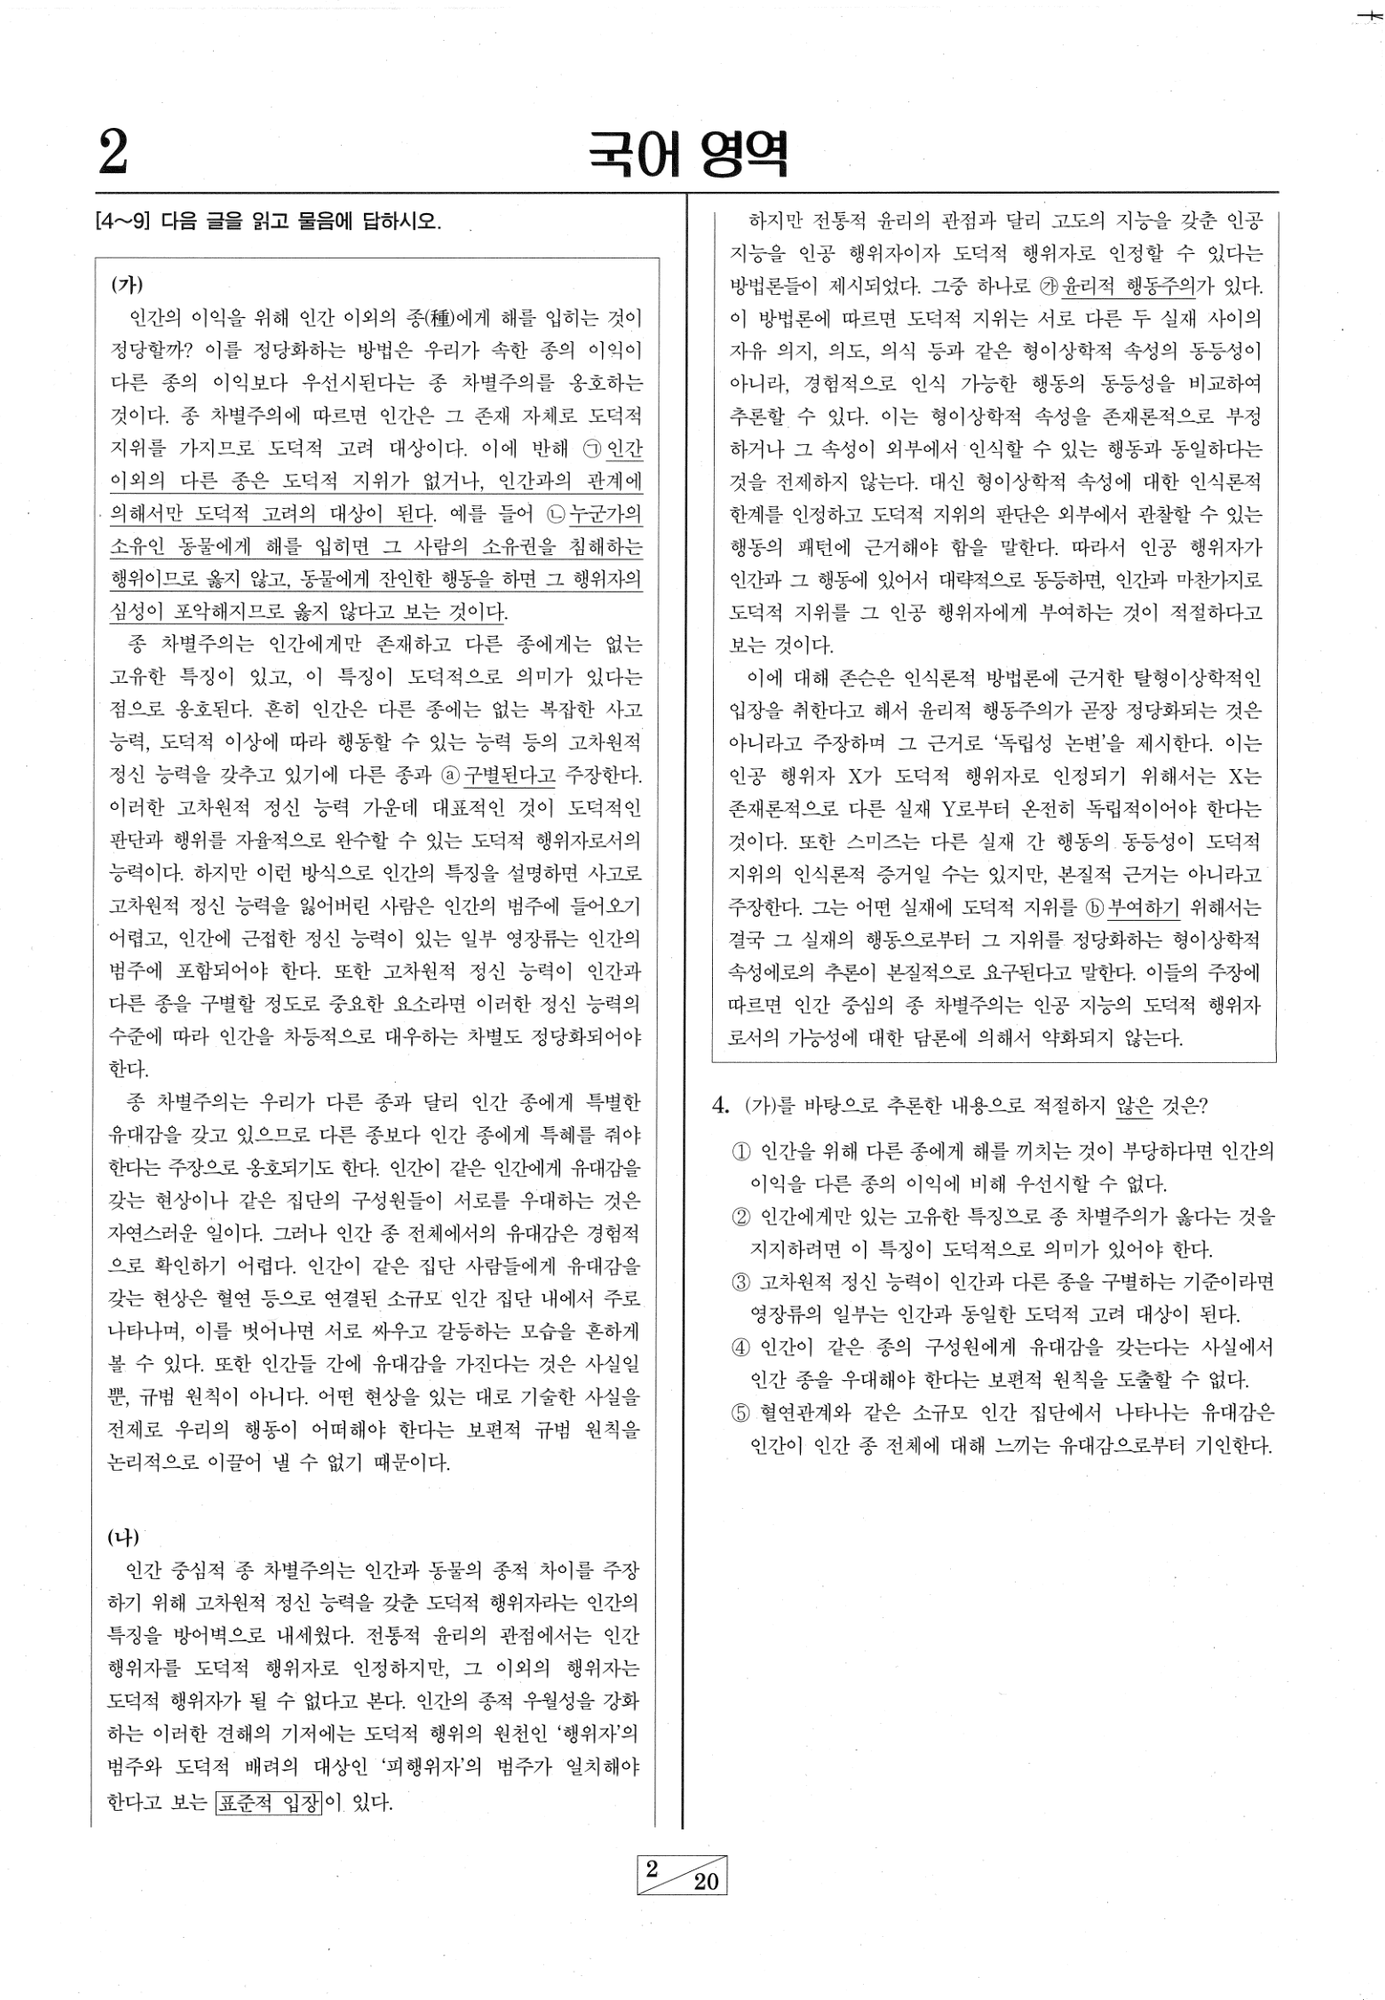 2
국어 영역
[4～9] 다음 글을 읽고 물음에 답하시오.
(가)
인간의 이익을 위해 인간 이외의 종(種)에게 해를 입히는 것이
정당할까? 이를 정당화하는 방법은 우리가 속한 종의 이익이
다른 종의 이익보다 우선시된다는 종 차별주의를 옹호하는
것이다. 종 차별주의에 따르면 인간은 그 존재 자체로 도덕적
지위를 가지므로 도덕적 고려 대상이다. 이에 반해 ㉠인간
이외의 다른 종은 도덕적 지위가 없거나, 인간과의 관계에
의해서만 도덕적 고려의 대상이 된다. 예를 들어 ㉡누군가의
소유인 동물에게 해를 입히면 그 사람의 소유권을 침해하는
행위이므로 옳지 않고, 동물에게 잔인한 행동을 하면 그 행위자의
심성이 포악해지므로 옳지 않다고 보는 것이다.
종 차별주의는 인간에게만 존재하고 다른 종에게는 없는
고유한 특징이 있고, 이 특징이 도덕적으로 의미가 있다는
점으로 옹호된다. 흔히 인간은 다른 종에는 없는 복잡한 사고
능력, 도덕적 이상에 따라 행동할 수 있는 능력 등의 고차원적
정신 능력을 갖추고 있기에 다른 종과 ⓐ구별된다고 주장한다.
이러한 고차원적 정신 능력 가운데 대표적인 것이 도덕적인
판단과 행위를 자율적으로 완수할 수 있는 도덕적 행위자로서의
능력이다. 하지만 이런 방식으로 인간의 특징을 설명하면 사고로
고차원적 정신 능력을 잃어버린 사람은 인간의 범주에 들어오기
어렵고, 인간에 근접한 정신 능력이 있는 일부 영장류는 인간의
범주에 포함되어야 한다. 또한 고차원적 정신 능력이 인간과
다른 종을 구별할 정도로 중요한 요소라면 이러한 정신 능력의
수준에 따라 인간을 차등적으로 대우하는 차별도 정당화되어야
한다.
종 차별주의는 우리가 다른 종과 달리 인간 종에게 특별한
유대감을 갖고 있으므로 다른 종보다 인간 종에게 특혜를 줘야
한다는 주장으로 옹호되기도 한다. 인간이 같은 인간에게 유대감을
갖는 현상이나 같은 집단의 구성원들이 서로를 우대하는 것은
자연스러운 일이다. 그러나 인간 종 전체에서의 유대감은 경험적
으로 확인하기 어렵다. 인간이 같은 집단 사람들에게 유대감을
갖는 현상은 혈연 등으로 연결된 소규모 인간 집단 내에서 주로
나타나며, 이를 벗어나면 서로 싸우고 갈등하는 모습을 흔하게
볼 수 있다. 또한 인간들 간에 유대감을 가진다는 것은 사실일
뿐, 규범 원칙이 아니다. 어떤 현상을 있는 대로 기술한 사실을
전제로 우리의 행동이 어떠해야 한다는 보편적 규범 원칙을
논리적으로 이끌어 낼 수 없기 때문이다.
(나)
인간 중심적 종 차별주의는 인간과 동물의 종적 차이를 주장
하기 위해 고차원적 정신 능력을 갖춘 도덕적 행위자라는 인간의
특징을 방어벽으로 내세웠다. 전통적 윤리의 관점에서는 인간
행위자를 도덕적 행위자로 인정하지만, 그 이외의 행위자는
도덕적 행위자가 될 수 없다고 본다. 인간의 종적 우월성을 강화
하는 이러한 견해의 기저에는 도덕적 행위의 원천인 ‘행위자’의
범주와 도덕적 배려의 대상인 ‘피행위자’의 범주가 일치해야
한다고 보는 표준적 입장이 있다.
하지만 전통적 윤리의 관점과 달리 고도의 지능을 갖춘 인공
지능을 인공 행위자이자 도덕적 행위자로 인정할 수 있다는
방법론들이 제시되었다. 그중 하나로 ㉮윤리적 행동주의가 있다.
이 방법론에 따르면 도덕적 지위는 서로 다른 두 실재 사이의
자유 의지, 의도, 의식 등과 같은 형이상학적 속성의 동등성이
아니라, 경험적으로 인식 가능한 행동의 동등성을 비교하여
추론할 수 있다. 이는 형이상학적 속성을 존재론적으로 부정
하거나 그 속성이 외부에서 인식할 수 있는 행동과 동일하다는
것을 전제하지 않는다. 대신 형이상학적 속성에 대한 인식론적
한계를 인정하고 도덕적 지위의 판단은 외부에서 관찰할 수 있는
행동의 패턴에 근거해야 함을 말한다. 따라서 인공 행위자가
인간과 그 행동에 있어서 대략적으로 동등하면, 인간과 마찬가지로
도덕적 지위를 그 인공 행위자에게 부여하는 것이 적절하다고
보는 것이다.
이에 대해 존슨은 인식론적 방법론에 근거한 탈형이상학적인
입장을 취한다고 해서 윤리적 행동주의가 곧장 정당화되는 것은
아니라고 주장하며 그 근거로 ‘독립성 논변’을 제시한다. 이는
인공 행위자 X가 도덕적 행위자로 인정되기 위해서는 X는
존재론적으로 다른 실재 Y로부터 온전히 독립적이어야 한다는
것이다. 또한 스미즈는 다른 실재 간 행동의 동등성이 도덕적
지위의 인식론적 증거일 수는 있지만, 본질적 근거는 아니라고
주장한다. 그는 어떤 실재에 도덕적 지위를 ⓑ부여하기 위해서는
결국 그 실재의 행동으로부터 그 지위를 정당화하는 형이상학적
속성에로의 추론이 본질적으로 요구된다고 말한다. 이들의 주장에
따르면 인간 중심의 종 차별주의는 인공 지능의 도덕적 행위자
로서의 가능성에 대한 담론에 의해서 약화되지 않는다.
4. (가)를 바탕으로 추론한 내용으로 적절하지 않은 것은?
① 인간을 위해 다른 종에게 해를 끼치는 것이 부당하다면 인간의
이익을 다른 종의 이익에 비해 우선시할 수 없다.
② 인간에게만 있는 고유한 특징으로 종 차별주의가 옳다는 것을
지지하려면 이 특징이 도덕적으로 의미가 있어야 한다.
③ 고차원적 정신 능력이 인간과 다른 종을 구별하는 기준이라면
영장류의 일부는 인간과 동일한 도덕적 고려 대상이 된다.
④ 인간이 같은 종의 구성원에게 유대감을 갖는다는 사실에서
인간 종을 우대해야 한다는 보편적 원칙을 도출할 수 없다.
⑤ 혈연관계와 같은 소규모 인간 집단에서 나타나는 유대감은
인간이 인간 종 전체에 대해 느끼는 유대감으로부터 기인한다.
2
20